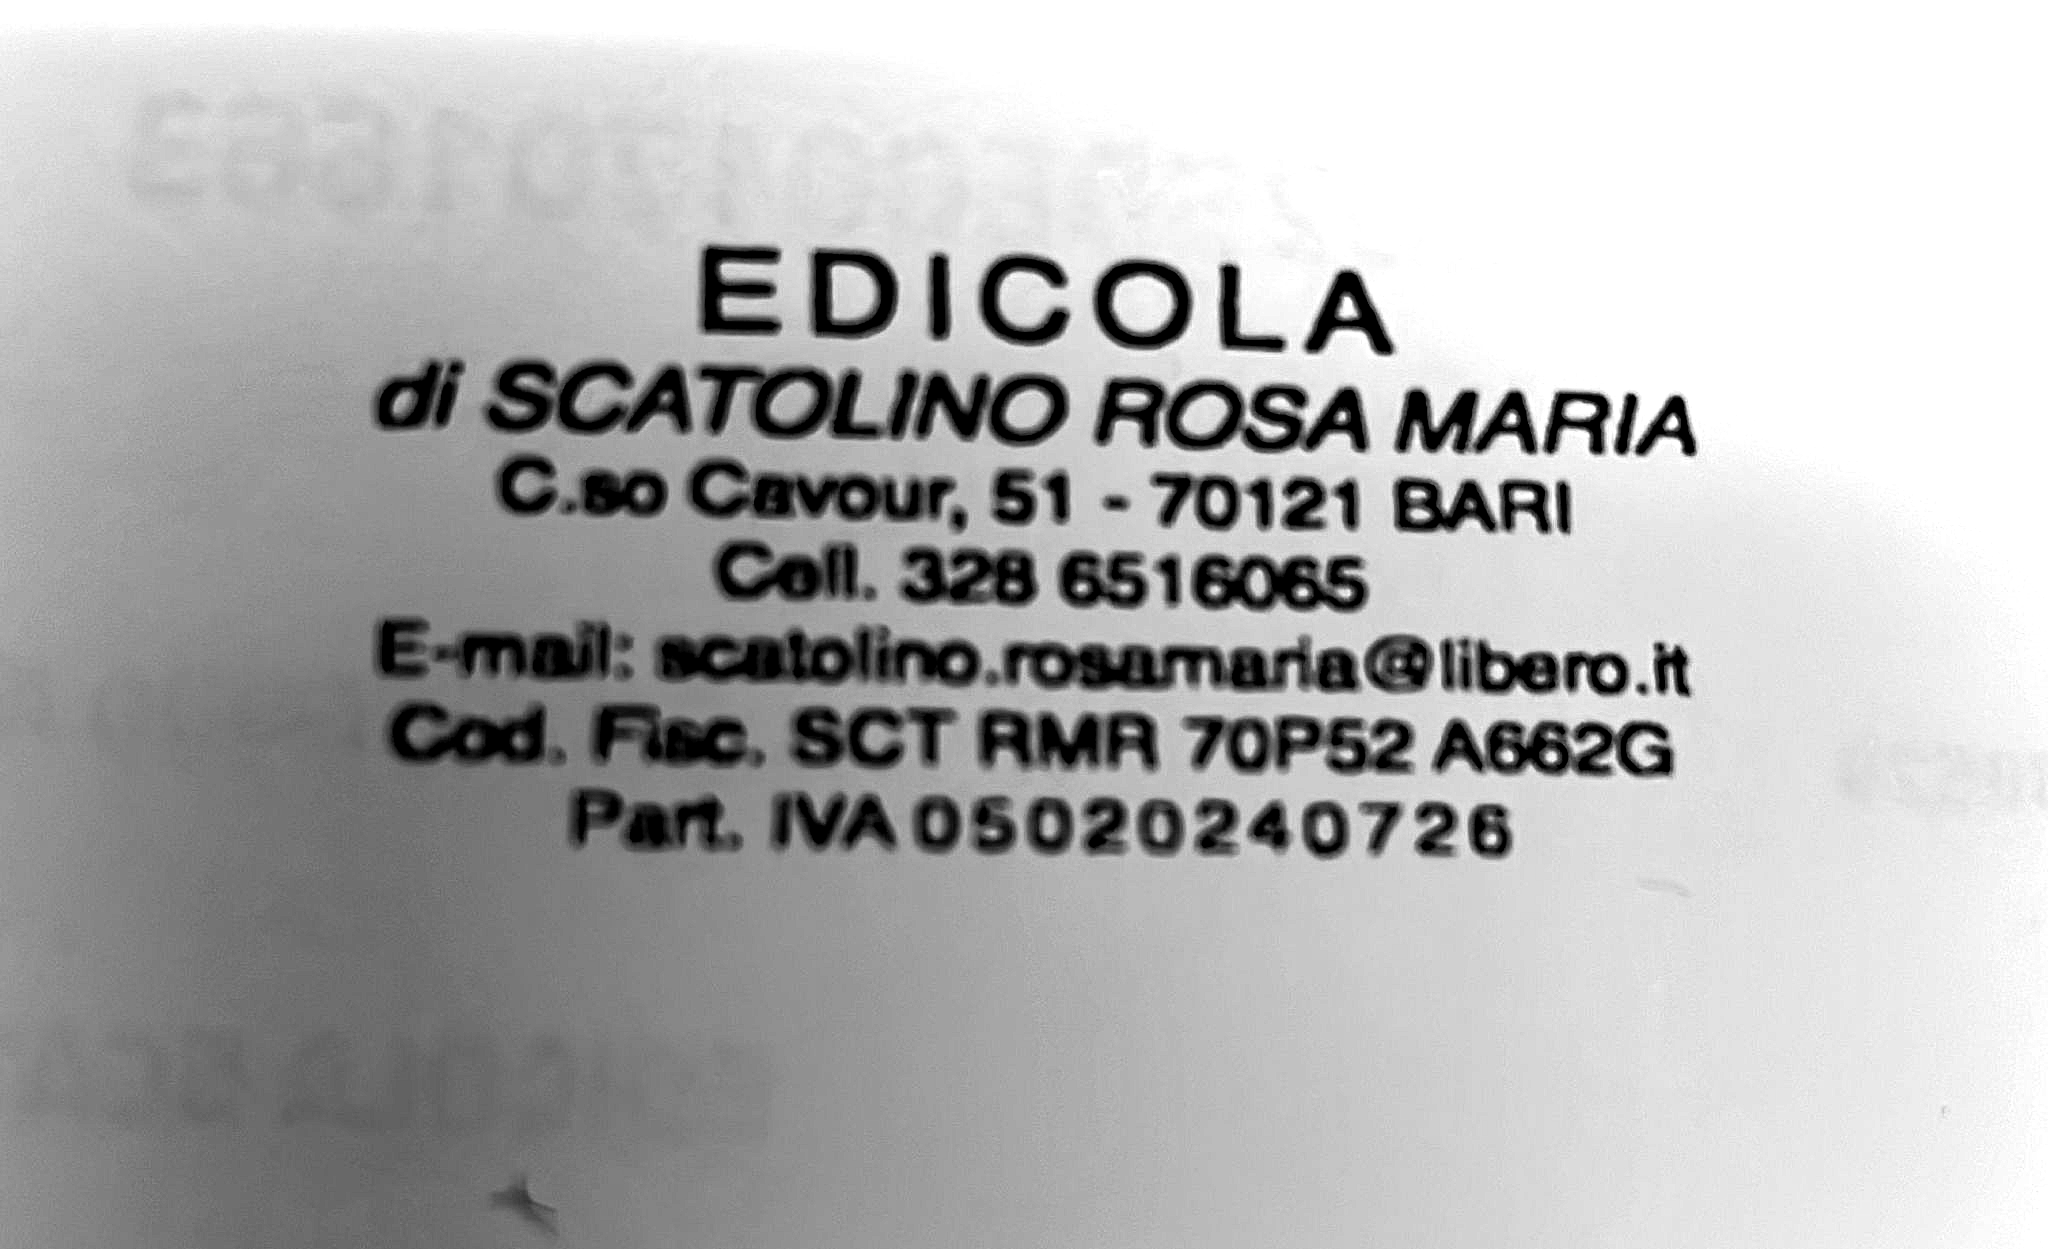 EDICOLA
di SCATOLINO ROSA MARIA
C.so Cavour, 51 - 70121 BARI
Cell. 328 6516065
E-mail: scatolino.rosamaria@libero.it
Cod. Fisc. SCT RMR 70P52 A662G
Part. IVA 05020240726